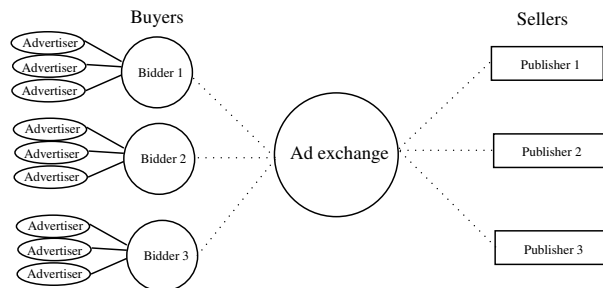 Buyers
Sellers
Advertiser
Advertiser
Advertiser
Bidder 1
Publisher 1
Advertiser
Advertiser
Advertiser
Bidder 2
Ad exchange
Publisher 2
Advertiser
Advertiser
Advertiser
Bidder 3
Publisher 3